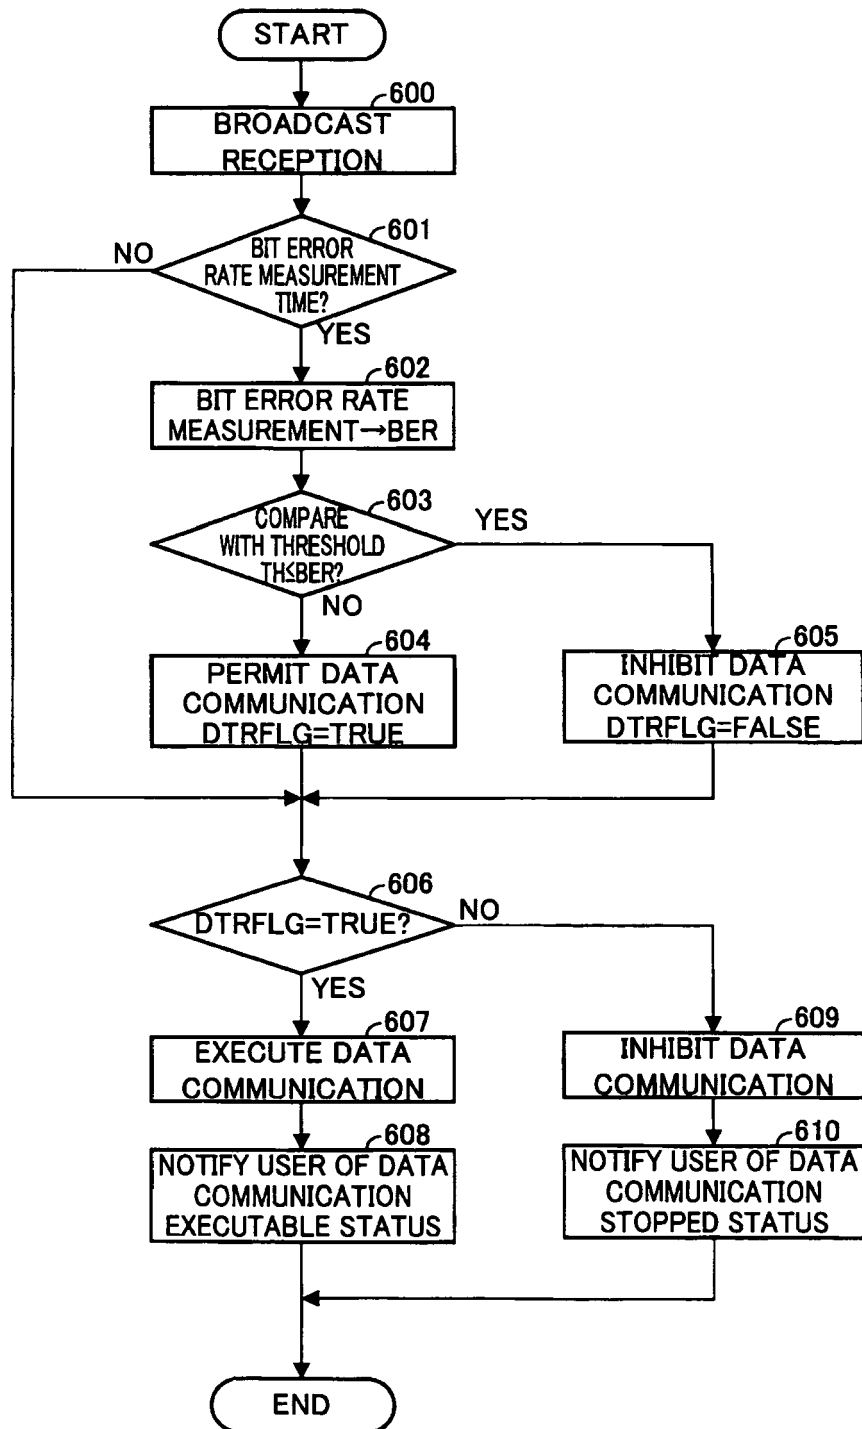 START
600
BROADCAST
RECEPTION
601
NO
BIT ERROR
RATE MEASUREMENT
TIME?
YES
602
BIT ERROR RATE
MEASUREMENT→BER
603
COMPARE
WITH THRESHOLD
TH≦BER?
YES
NO
604
PERMIT DATA
COMMUNICATION
DTRFLG=TRUE
605
INHIBIT DATA
COMMUNICATION
DTRFLG=FALSE
606
DTRFLG=TRUE?
NO
YES
607
EXECUTE DATA
COMMUNICATION
609
INHIBIT DATA
COMMUNICATION
608
NOTIFY USER OF DATA
COMMUNICATION
EXECUTABLE STATUS
610
NOTIFY USER OF DATA
COMMUNICATION
STOPPED STATUS
END